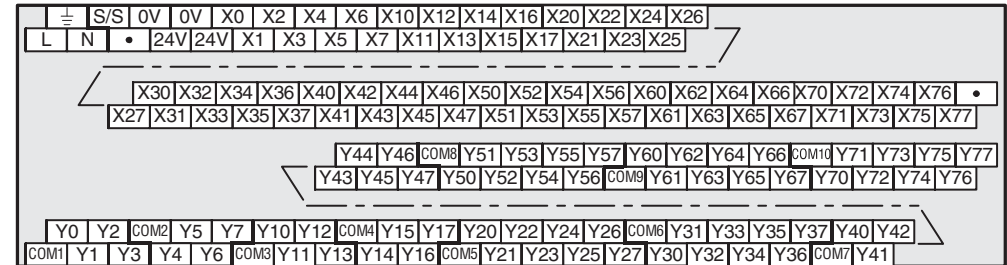 S/S 0V 0V X0 X2 X4 X6 X10 X12 X14 X16 X20 X22 X24 X26
L N • 24V 24V X1 X3 X5 X7 X11 X13 X15 X17 X21 X23 X25
X30 X32 X34 X36 X40 X42 X44 X46 X50 X52 X54 X56 X60 X62 X64 X66 X70 X72 X74 X76 •
X27 X31 X33 X35 X37 X41 X43 X45 X47 X51 X53 X55 X57 X61 X63 X65 X67 X71 X73 X75 X77
Y44 Y46 COM8 Y51 Y53 Y55 Y57 Y60 Y62 Y64 Y66 COM10 Y71 Y73 Y75 Y77
Y43 Y45 Y47 Y50 Y52 Y54 Y56 COM9 Y61 Y63 Y65 Y67 Y70 Y72 Y74 Y76
Y0 Y2 COM2 Y5 Y7 Y10 Y12 COM4 Y15 Y17 Y20 Y22 Y24 Y26 COM6 Y31 Y33 Y35 Y37 Y40 Y42
COM1 Y1 Y3 Y4 Y6 COM3 Y11 Y13 Y14 Y16 COM5 Y21 Y23 Y25 Y27 Y30 Y32 Y34 Y36 COM7 Y41